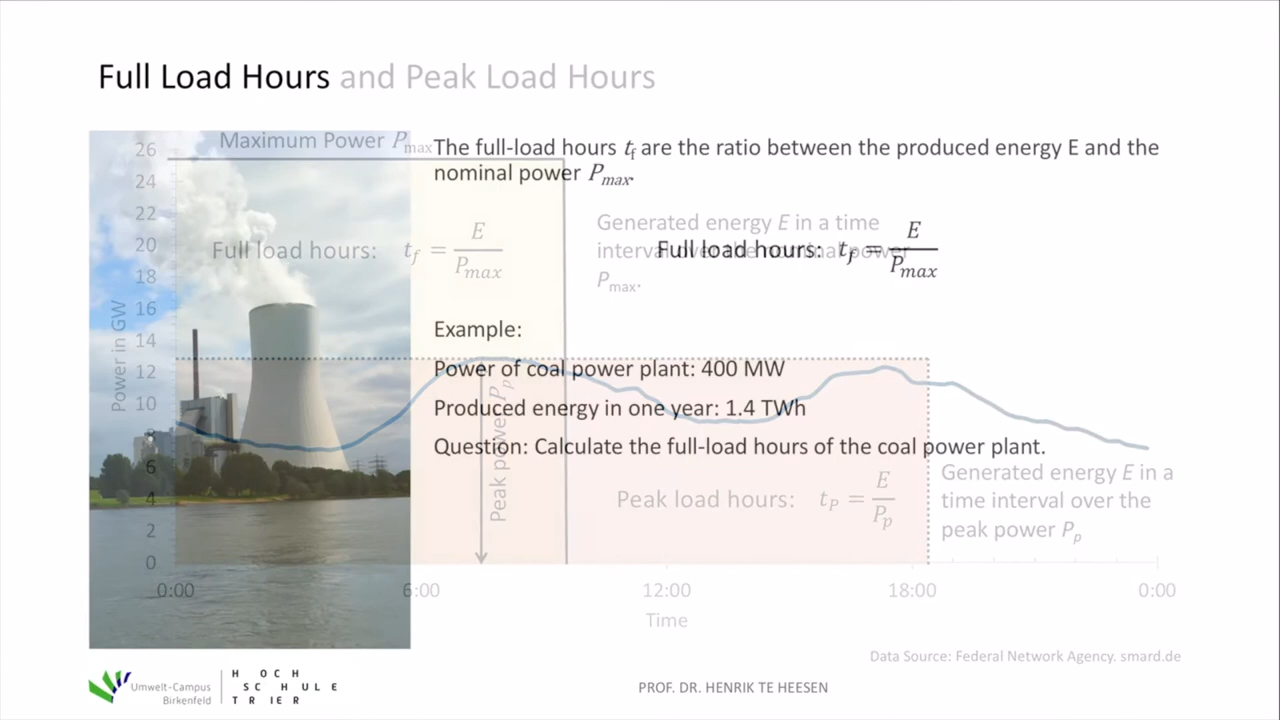 Full Load Hours and Peak Load Hours
Maximum Power Pmax
The full-load hours tf are the ratio between the produced energy E and the
nominal power Pmax.
Full load hours: tf = E / Pmax
Generated energy E in a time
interval over the nominal power
Pmax.
Full load hours: tf = E / Pmax
Example:
Power of coal power plant: 400 MW
Produced energy in one year: 1.4 TWh
Question: Calculate the full-load hours of the coal power plant.
Peak power Pp
Peak load hours: tP = E / Pp
Generated energy E in a
time interval over the
peak power Pp
Power in GW
26
24
22
20
18
16
14
12
10
8
6
4
2
0
0:00
6:00
12:00
18:00
0:00
Time
Data Source: Federal Network Agency. smard.de
Umwelt-Campus
Birkenfeld
HOCH
SCHULE
TRIER
PROF. DR. HENRIK TE HEESEN